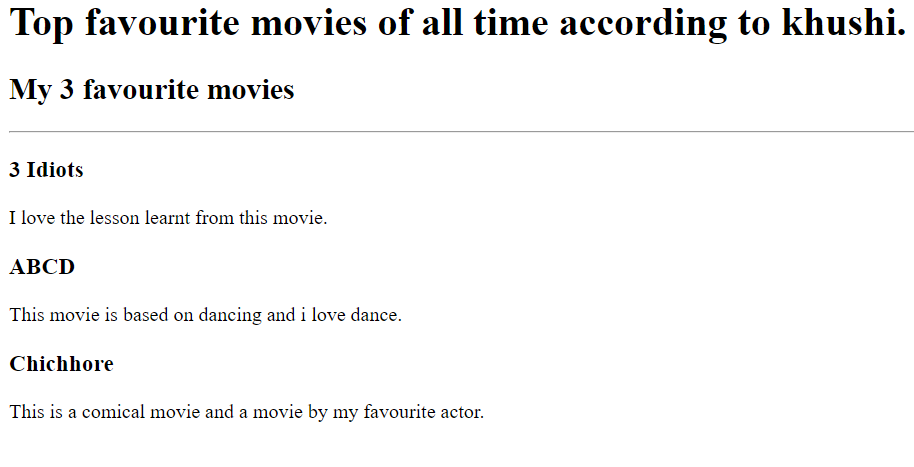 Top favourite movies of all time according to khushi.
My 3 favourite movies
3 Idiots
I love the lesson learnt from this movie.
ABCD
This movie is based on dancing and i love dance.
Chichhore
This is a comical movie and a movie by my favourite actor.